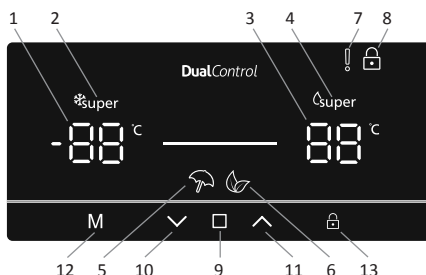 1 2 3 4 7 8
DualControl
super super
-88 °C 88 °C
M
12 5 10 9 11 6 13